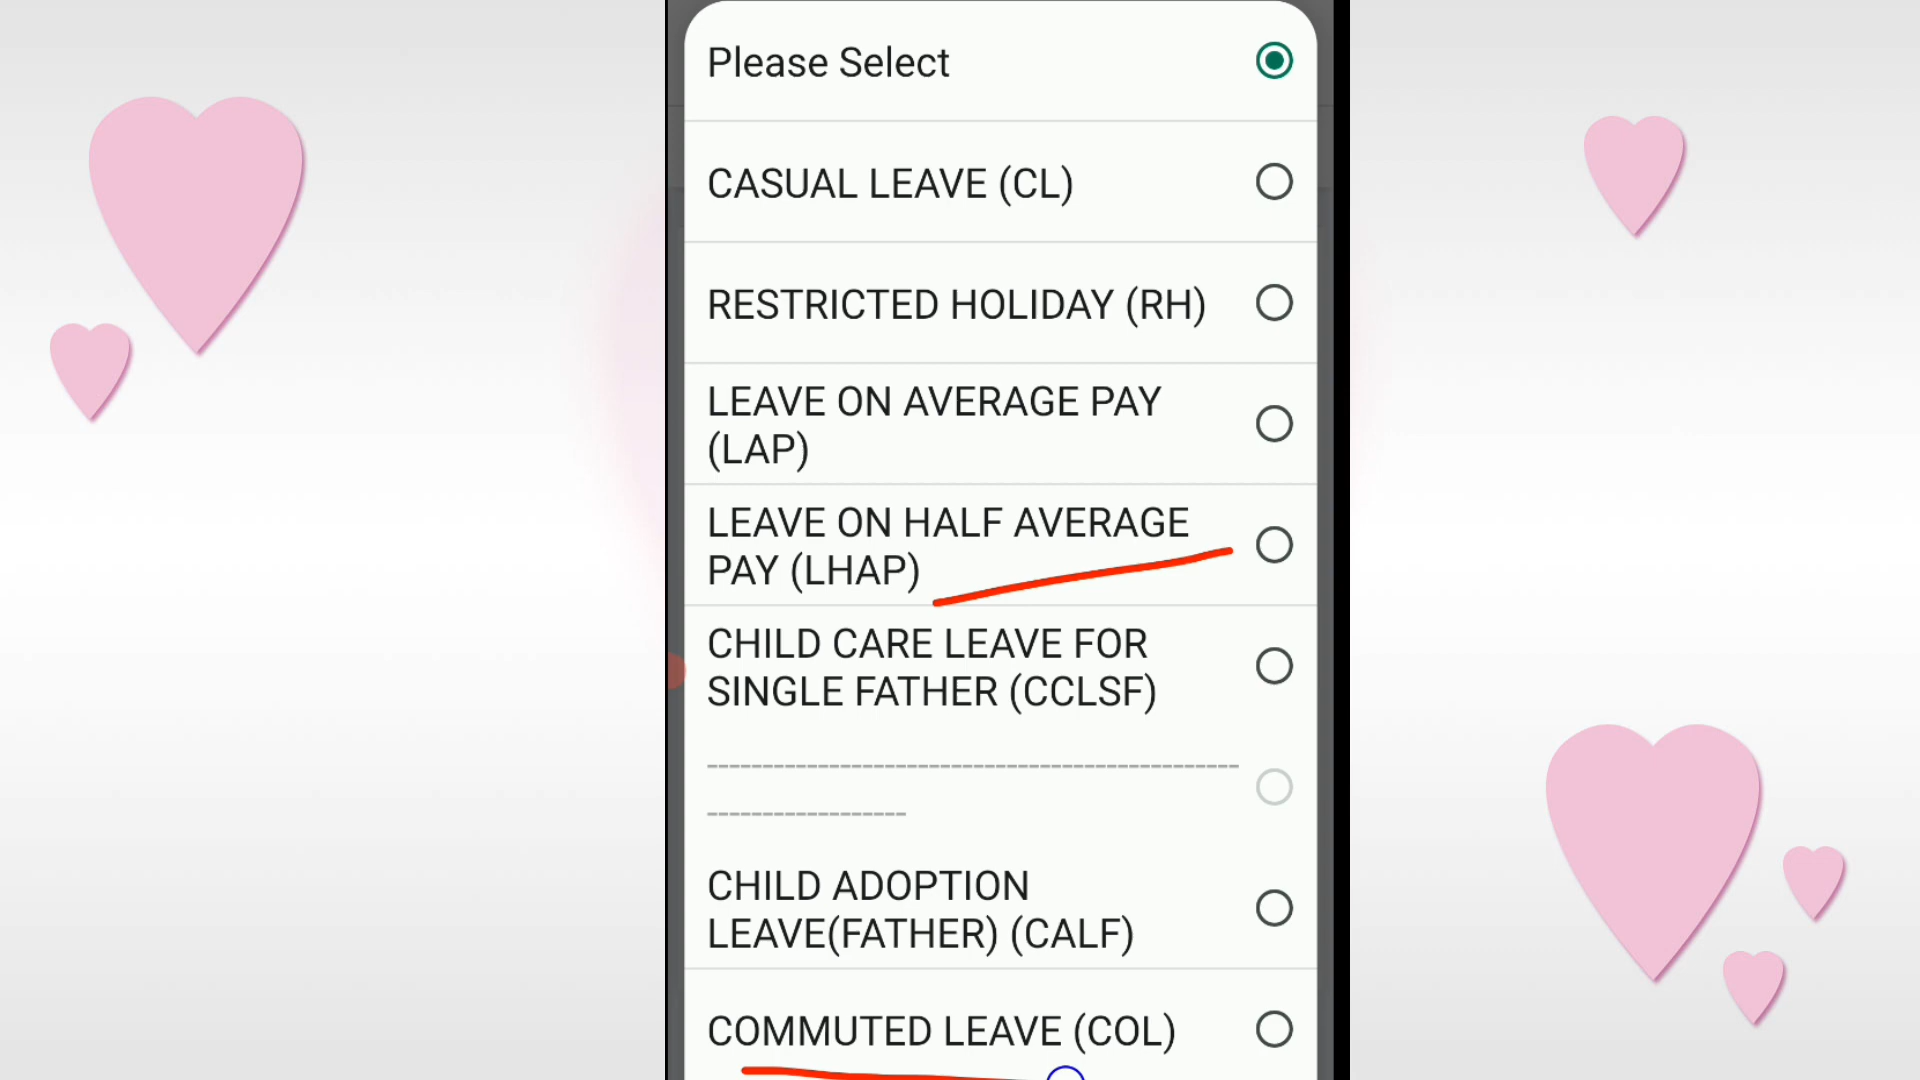 Please Select
CASUAL LEAVE (CL)
RESTRICTED HOLIDAY (RH)
LEAVE ON AVERAGE PAY
(LAP)
LEAVE ON HALF AVERAGE
PAY (LHAP)
CHILD CARE LEAVE FOR
SINGLE FATHER (CCLSF)
------------------------------------------------
------------------
CHILD ADOPTION
LEAVE(FATHER) (CALF)
COMMUTED LEAVE (COL)